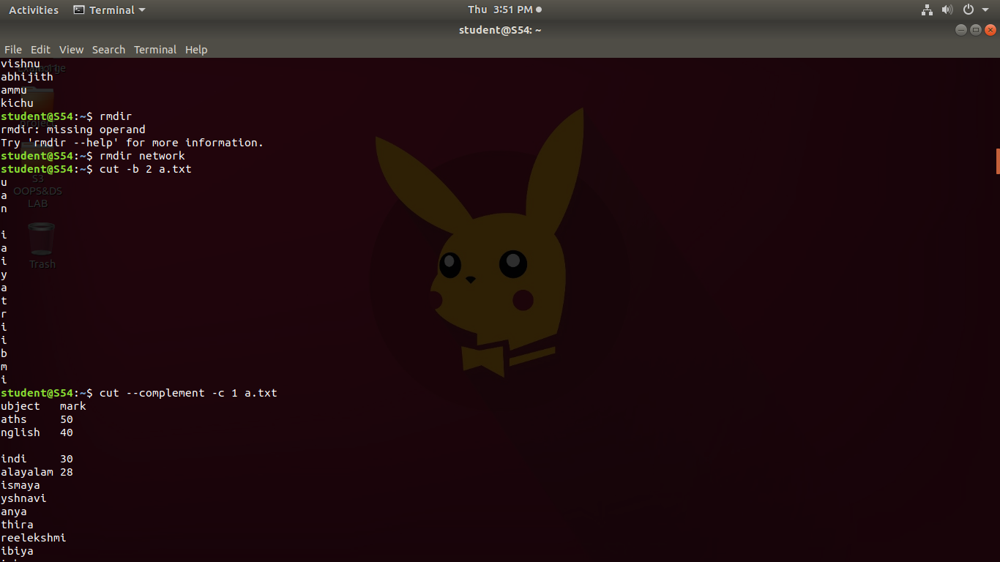 Activities Terminal Thu 3:51 PM
student@S54: ~
File Edit View Search Terminal Help
vishnu
abhijith
ammu
kichu
student@S54:~$ rmdir
rmdir: missing operand
Try 'rmdir --help' for more information.
student@S54:~$ rmdir network
student@S54:~$ cut -b 2 a.txt
u
a
n
S3
OOPS&DS
LAB
i
a
i
Trash
y
a
t
r
i
i
b
m
i
student@S54:~$ cut --complement -c 1 a.txt
ubject mark
aths 50
nglish 40
indi 30
alayalam 28
ismaya
yshnavi
anya
thira
reelekshmi
ibiya